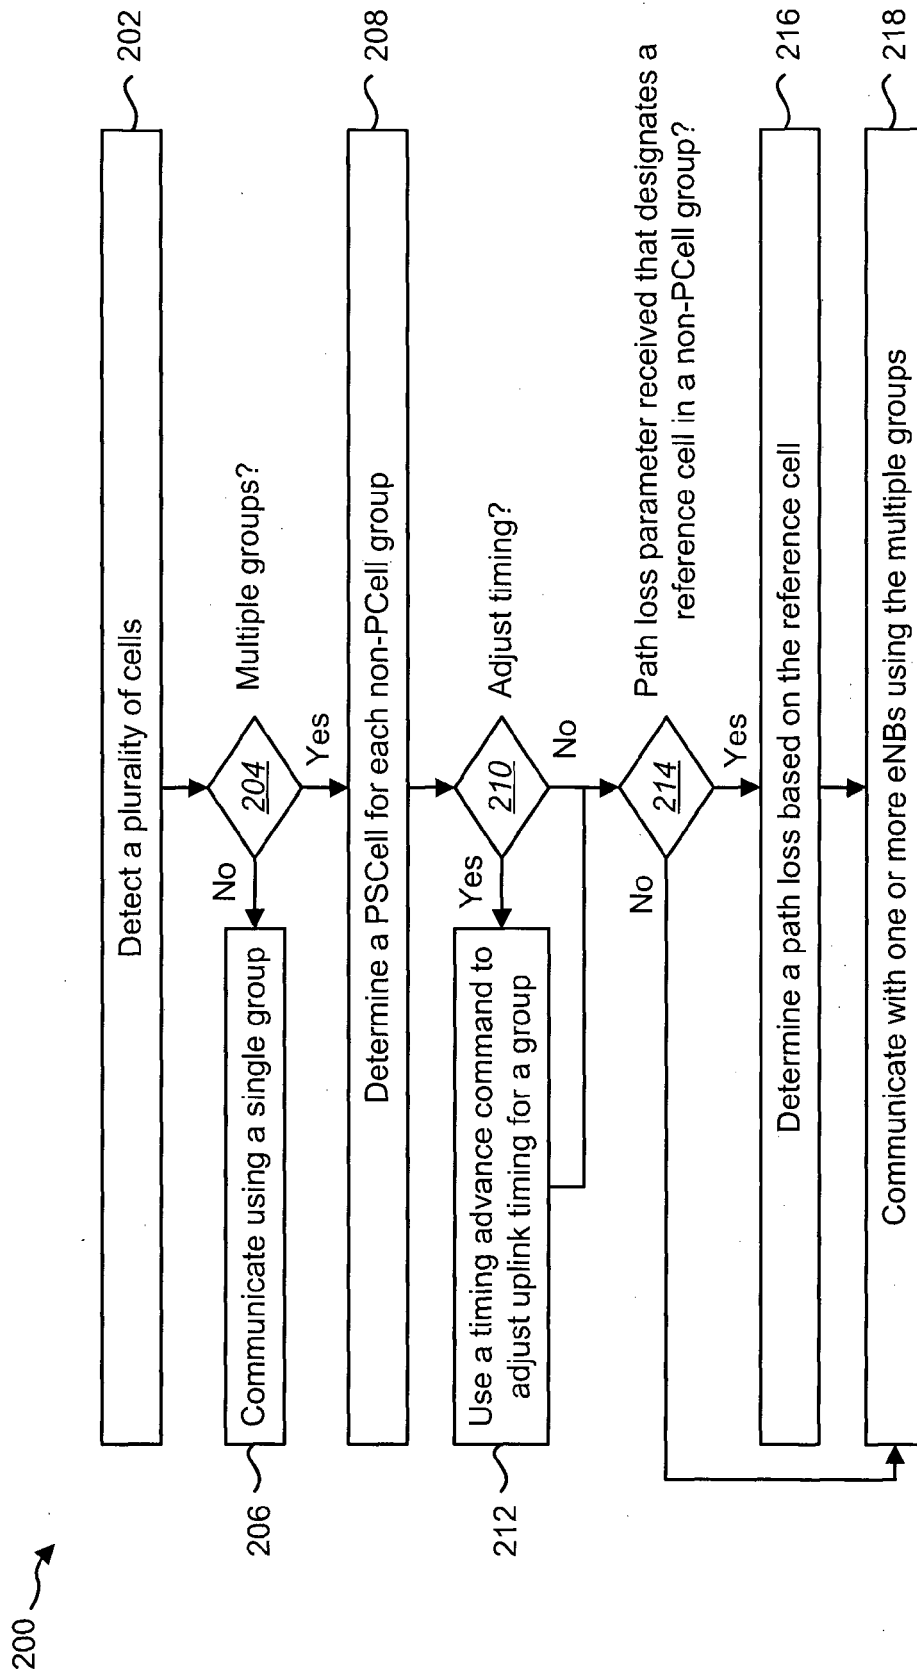 200
Detect a plurality of cells
202
204
Multiple groups?
No
Yes
Communicate using a single group
206
Determine a PSCell for each non-PCell group
208
210
Adjust timing?
Yes
No
Use a timing advance command to
adjust uplink timing for a group
212
214
Path loss parameter received that designates a
reference cell in a non-PCell group?
No
Yes
Determine a path loss based on the reference cell
216
Communicate with one or more eNBs using the multiple groups
218